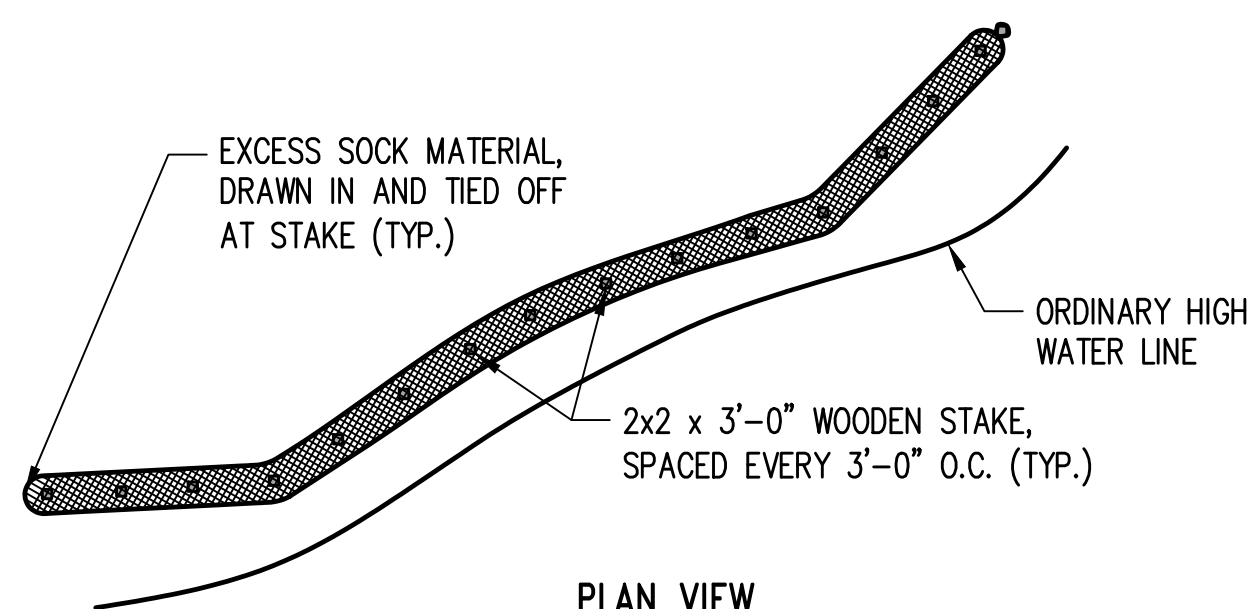 EXCESS SOCK MATERIAL,
DRAWN IN AND TIED OFF
AT STAKE (TYP.)
ORDINARY HIGH
WATER LINE
2x2 x 3'-0" WOODEN STAKE,
SPACED EVERY 3'-0" O.C. (TYP.)
PLAN VIEW